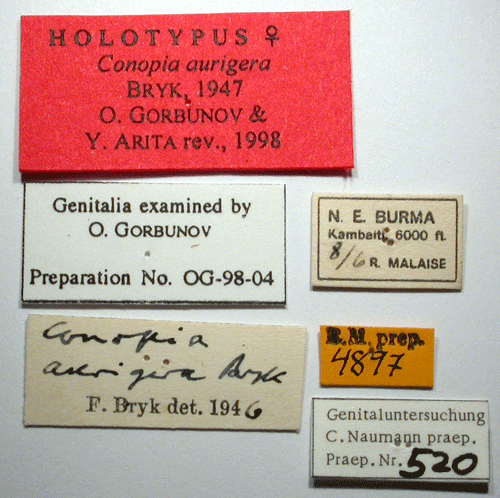 HOLOTYPUS ♀
Conopia aurigera
BRYK, 1947
O. GORBUNOV &
Y. ARITA rev., 1998
Genitalia examined by
O. GORBUNOV
Preparation No. OG-98-04
N. E. BURMA
Kambaiti, 6000 ft.
8/6 R. MALAISE
Conopia
aurigera Bryk
F. Bryk det. 1946
R.M. prep.
4897
Genitaluntersuchung
C. Naumann praep.
Praep. Nr. 520